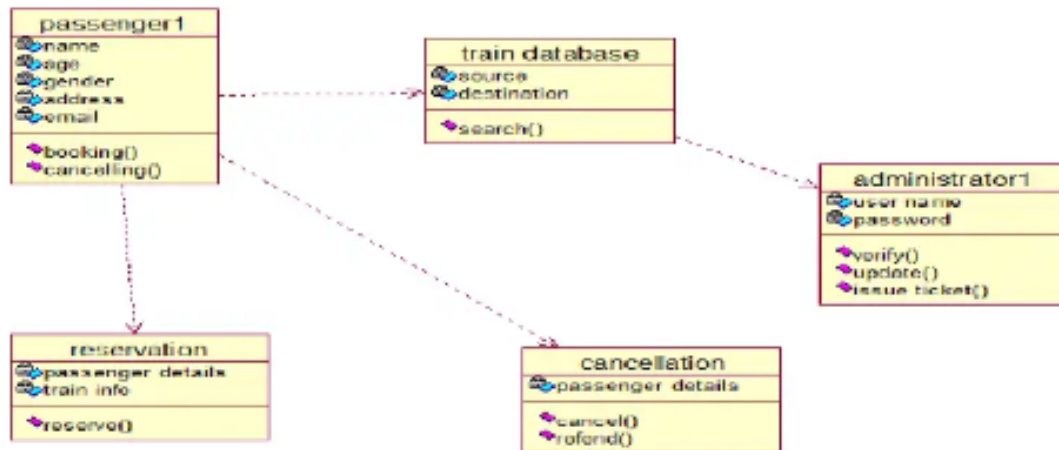 passenger1
name
age
gender
address
email
booking()
cancelling()
train database
source
destination
search()
administrator1
user name
password
verify()
update()
issue ticket()
reservation
passenger details
train info
reserve()
cancellation
passenger details
cancel()
refend()